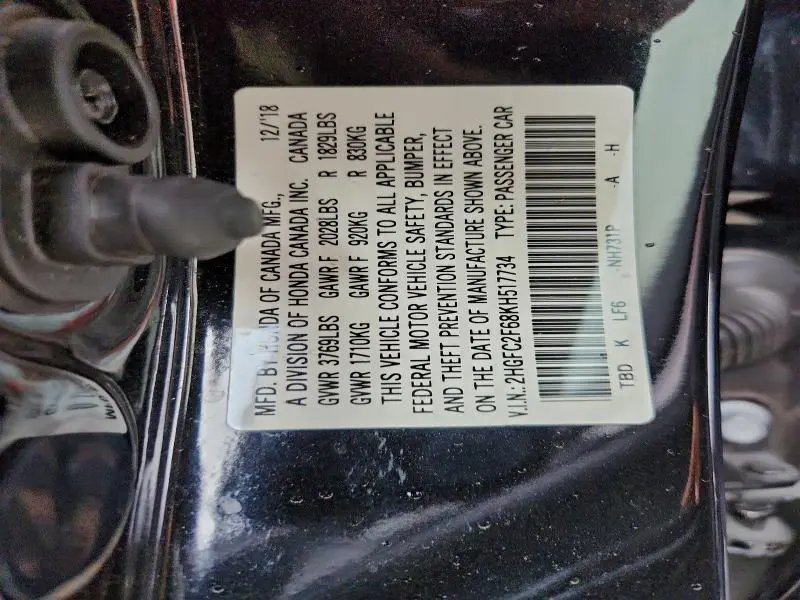 MFD. BY HONDA OF CANADA MFG., 12/'18
A DIVISION OF HONDA CANADA INC. CANADA
GVWR 3769LBS GAWR F 2028LBS R 1829LBS
GVWR 1710KG GAWR F 920KG R 830KG
THIS VEHICLE CONFORMS TO ALL APPLICABLE
FEDERAL MOTOR VEHICLE SAFETY, BUMPER,
AND THEFT PREVENTION STANDARDS IN EFFECT
ON THE DATE OF MANUFACTURE SHOWN ABOVE.
V.I.N.:2HGFC2F68KH517734 TYPE: PASSENGER CAR
TBD K LF6 NH731P -A -H